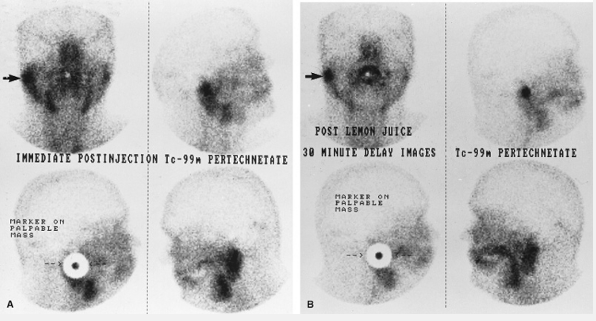 IMMEDIATE POSTINJECTION Tc-99m PERTECHNETATE
MARKER ON
PALPABLE
MASS
A
POST LEMON JUICE
30 MINUTE DELAY IMAGES Tc-99m PERTECHNETATE
MARKER ON
PALPABLE
MASS
B